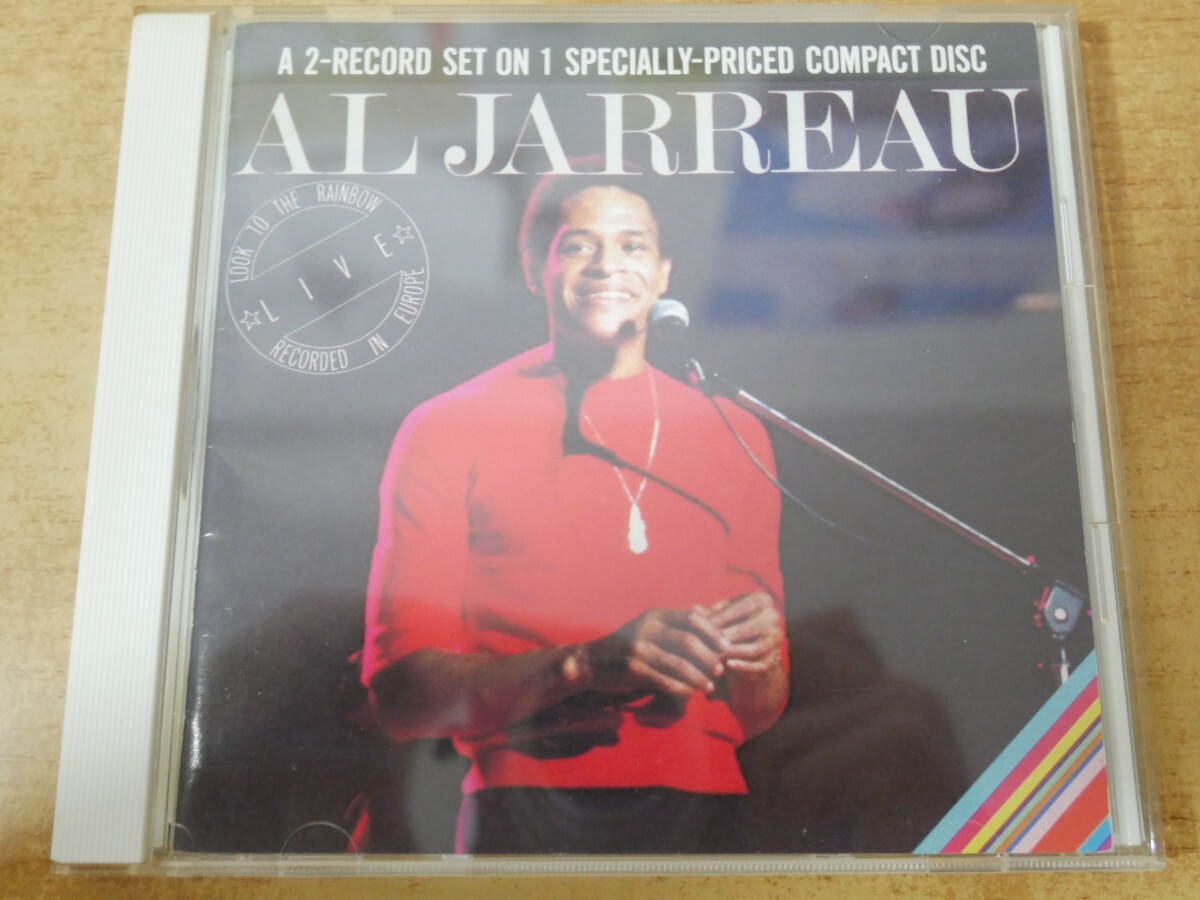 A 2-RECORD SET ON 1 SPECIALLY-PRICED COMPACT DISC
AL JARREAU
LOOK TO THE RAINBOW
LIVE
RECORDED IN EUROPE